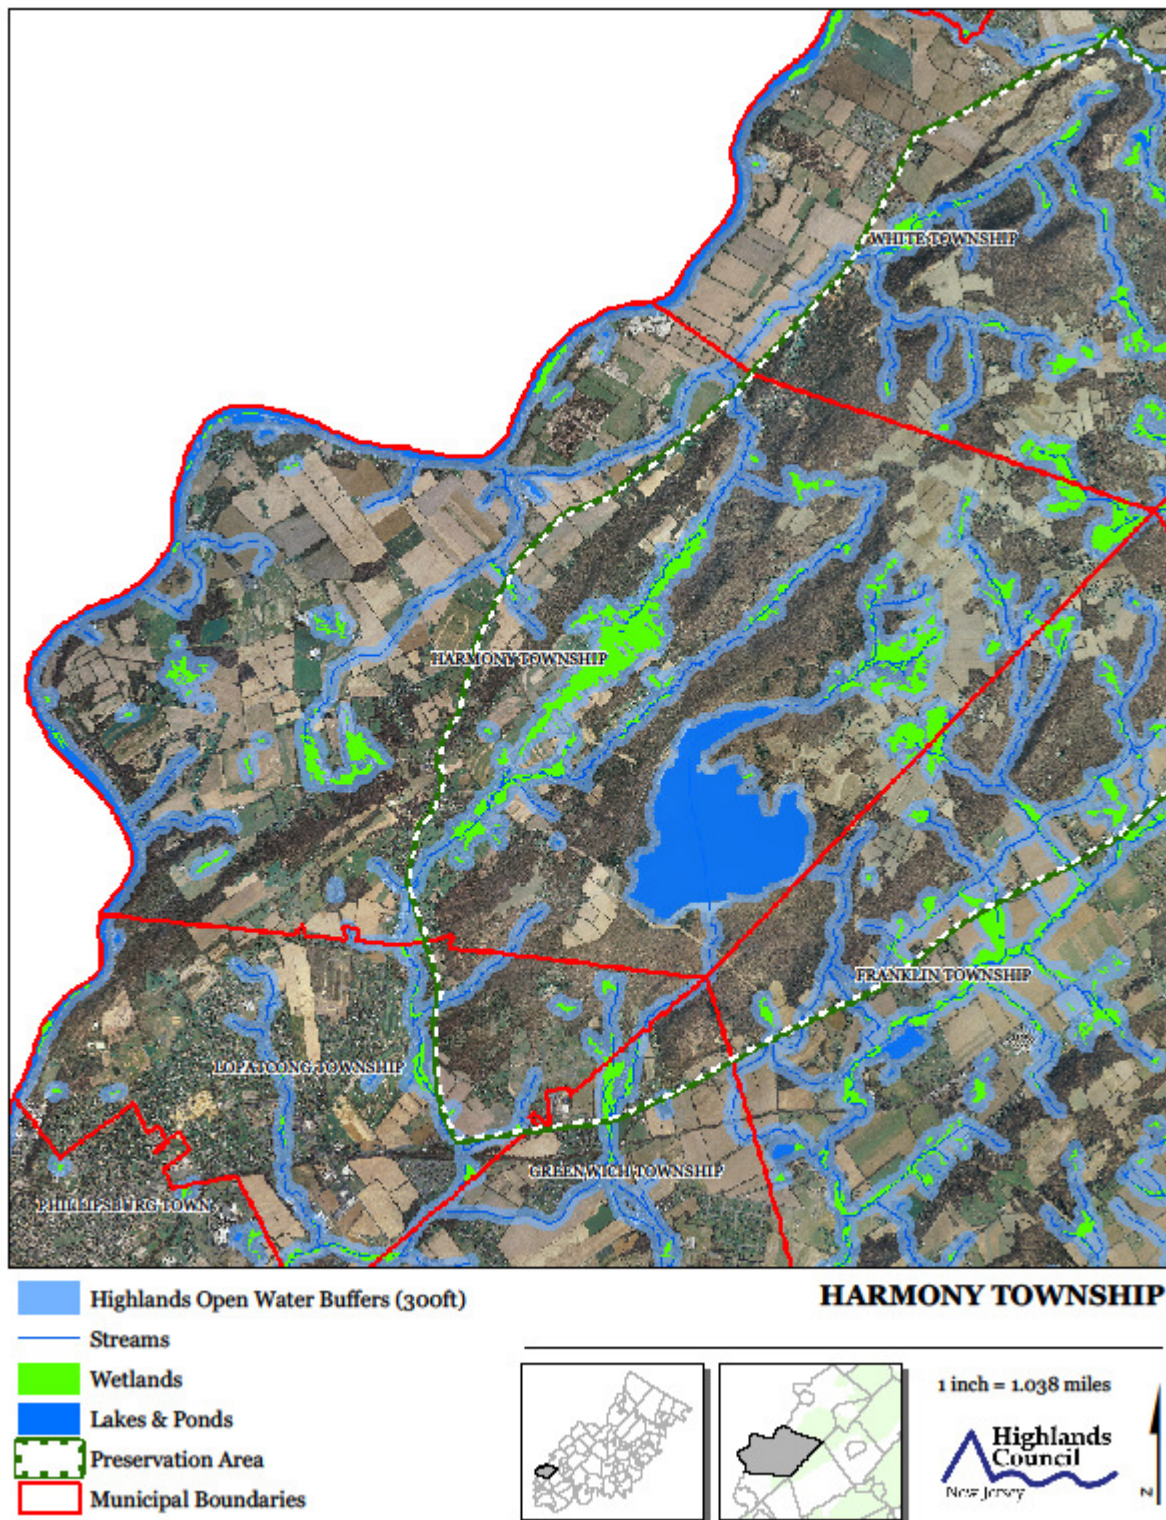 WHITE TOWNSHIP
HARMONY TOWNSHIP
FRANKLIN TOWNSHIP
LOPATCONG TOWNSHIP
GREENWICH TOWNSHIP
PHILLIPSBURG TOWN
Highlands Open Water Buffers (300ft)
Streams
Wetlands
Lakes & Ponds
Preservation Area
Municipal Boundaries
HARMONY TOWNSHIP
1 inch = 1.038 miles
Highlands
Council
New Jersey
N